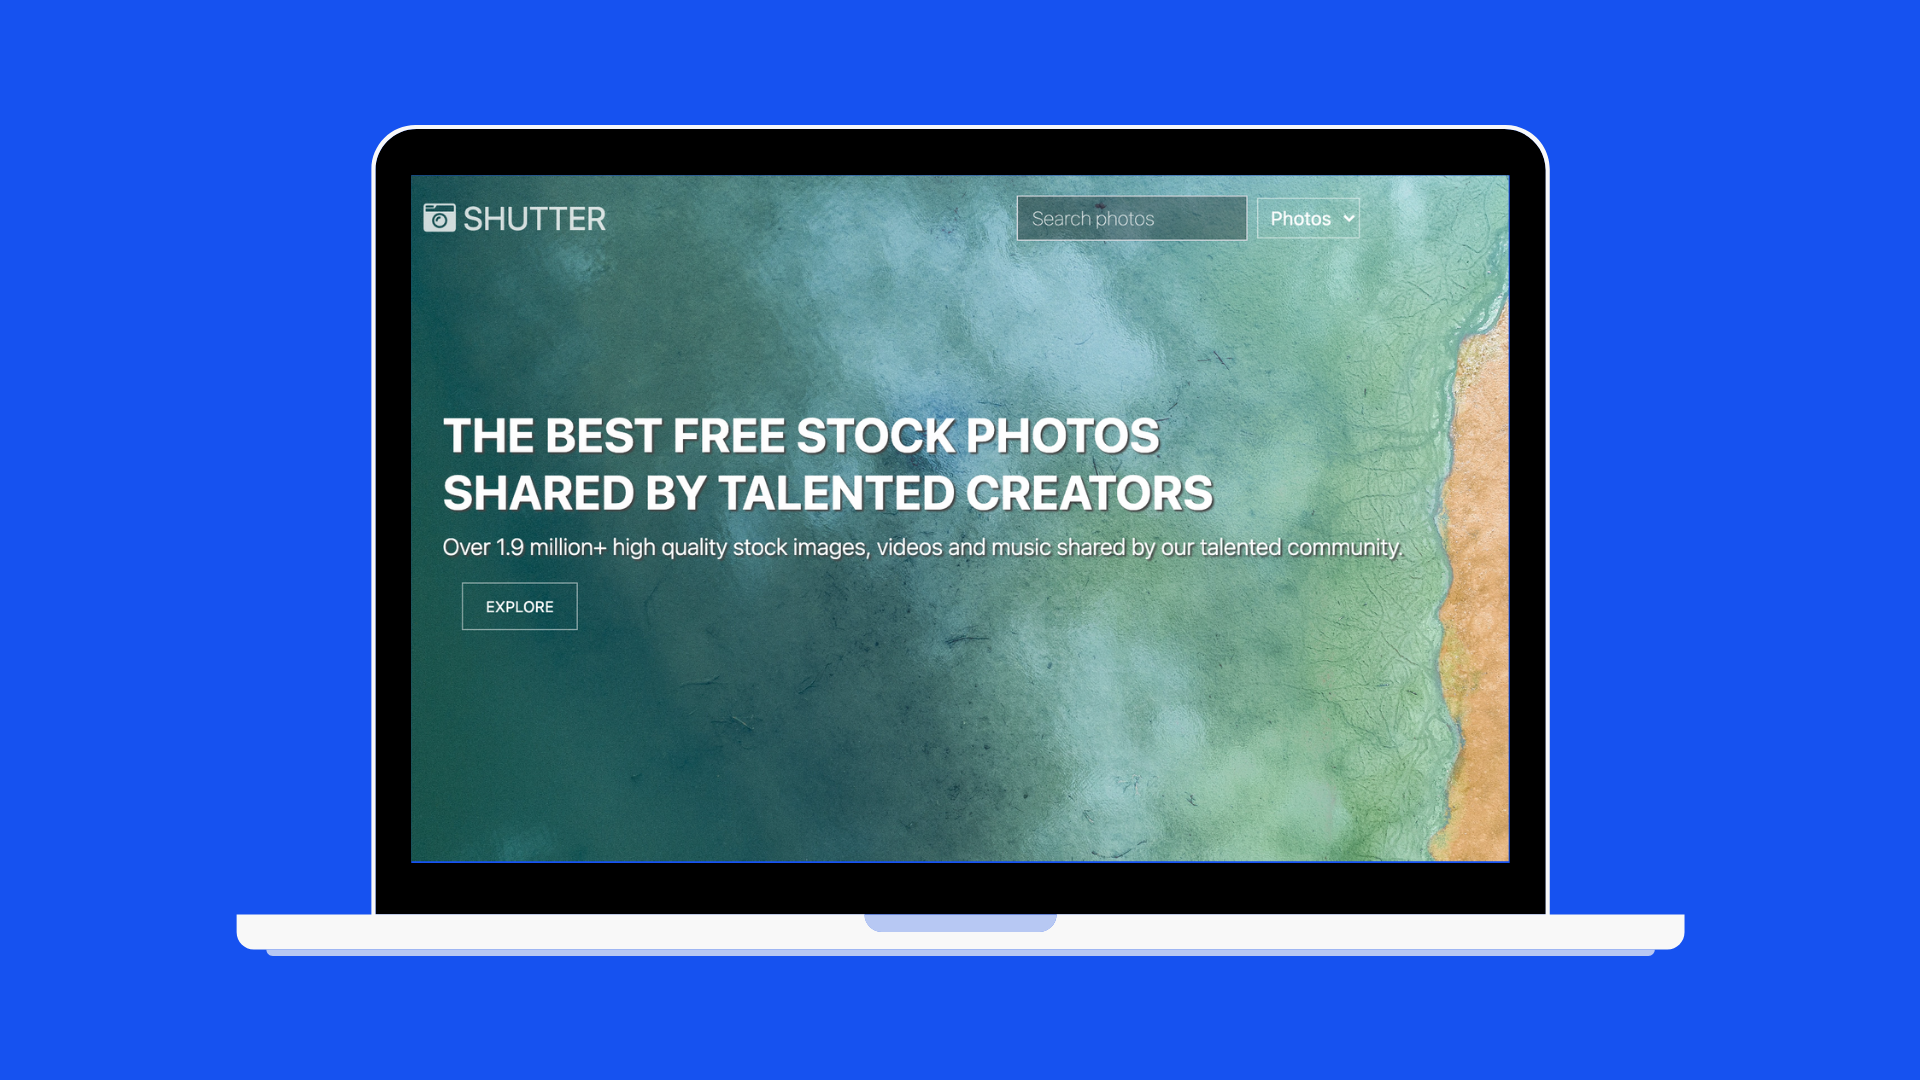 SHUTTER
Search photos
Photos
THE BEST FREE STOCK PHOTOS
SHARED BY TALENTED CREATORS
Over 1.9 million+ high quality stock images, videos and music shared by our talented community.
EXPLORE